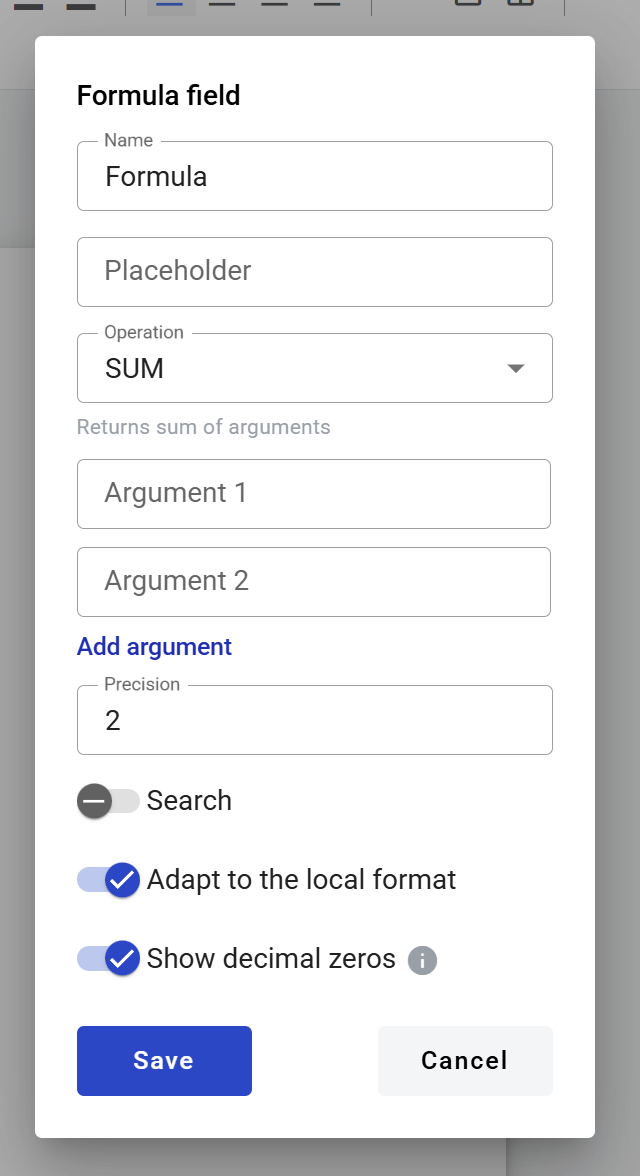 Formula field
Name
Formula
Placeholder
Operation
SUM
Returns sum of arguments
Argument 1
Argument 2
Add argument
Precision
2
Search
Adapt to the local format
Show decimal zeros
Save
Cancel